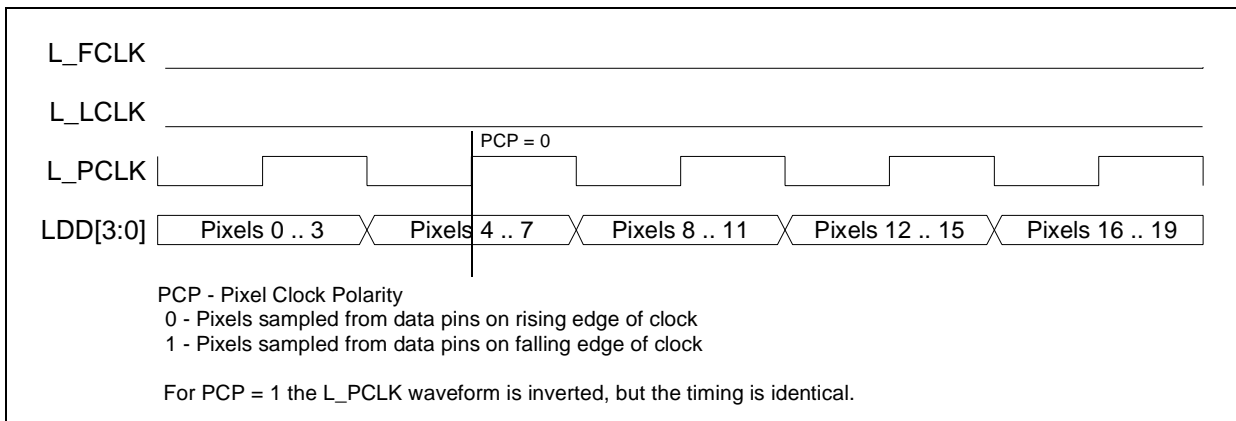 L_FCLK
L_LCLK
PCP = 0
L_PCLK
LDD[3:0] Pixels 0 .. 3 Pixels 4 .. 7 Pixels 8 .. 11 Pixels 12 .. 15 Pixels 16 .. 19
PCP - Pixel Clock Polarity
0 - Pixels sampled from data pins on rising edge of clock
1 - Pixels sampled from data pins on falling edge of clock
For PCP = 1 the L_PCLK waveform is inverted, but the timing is identical.